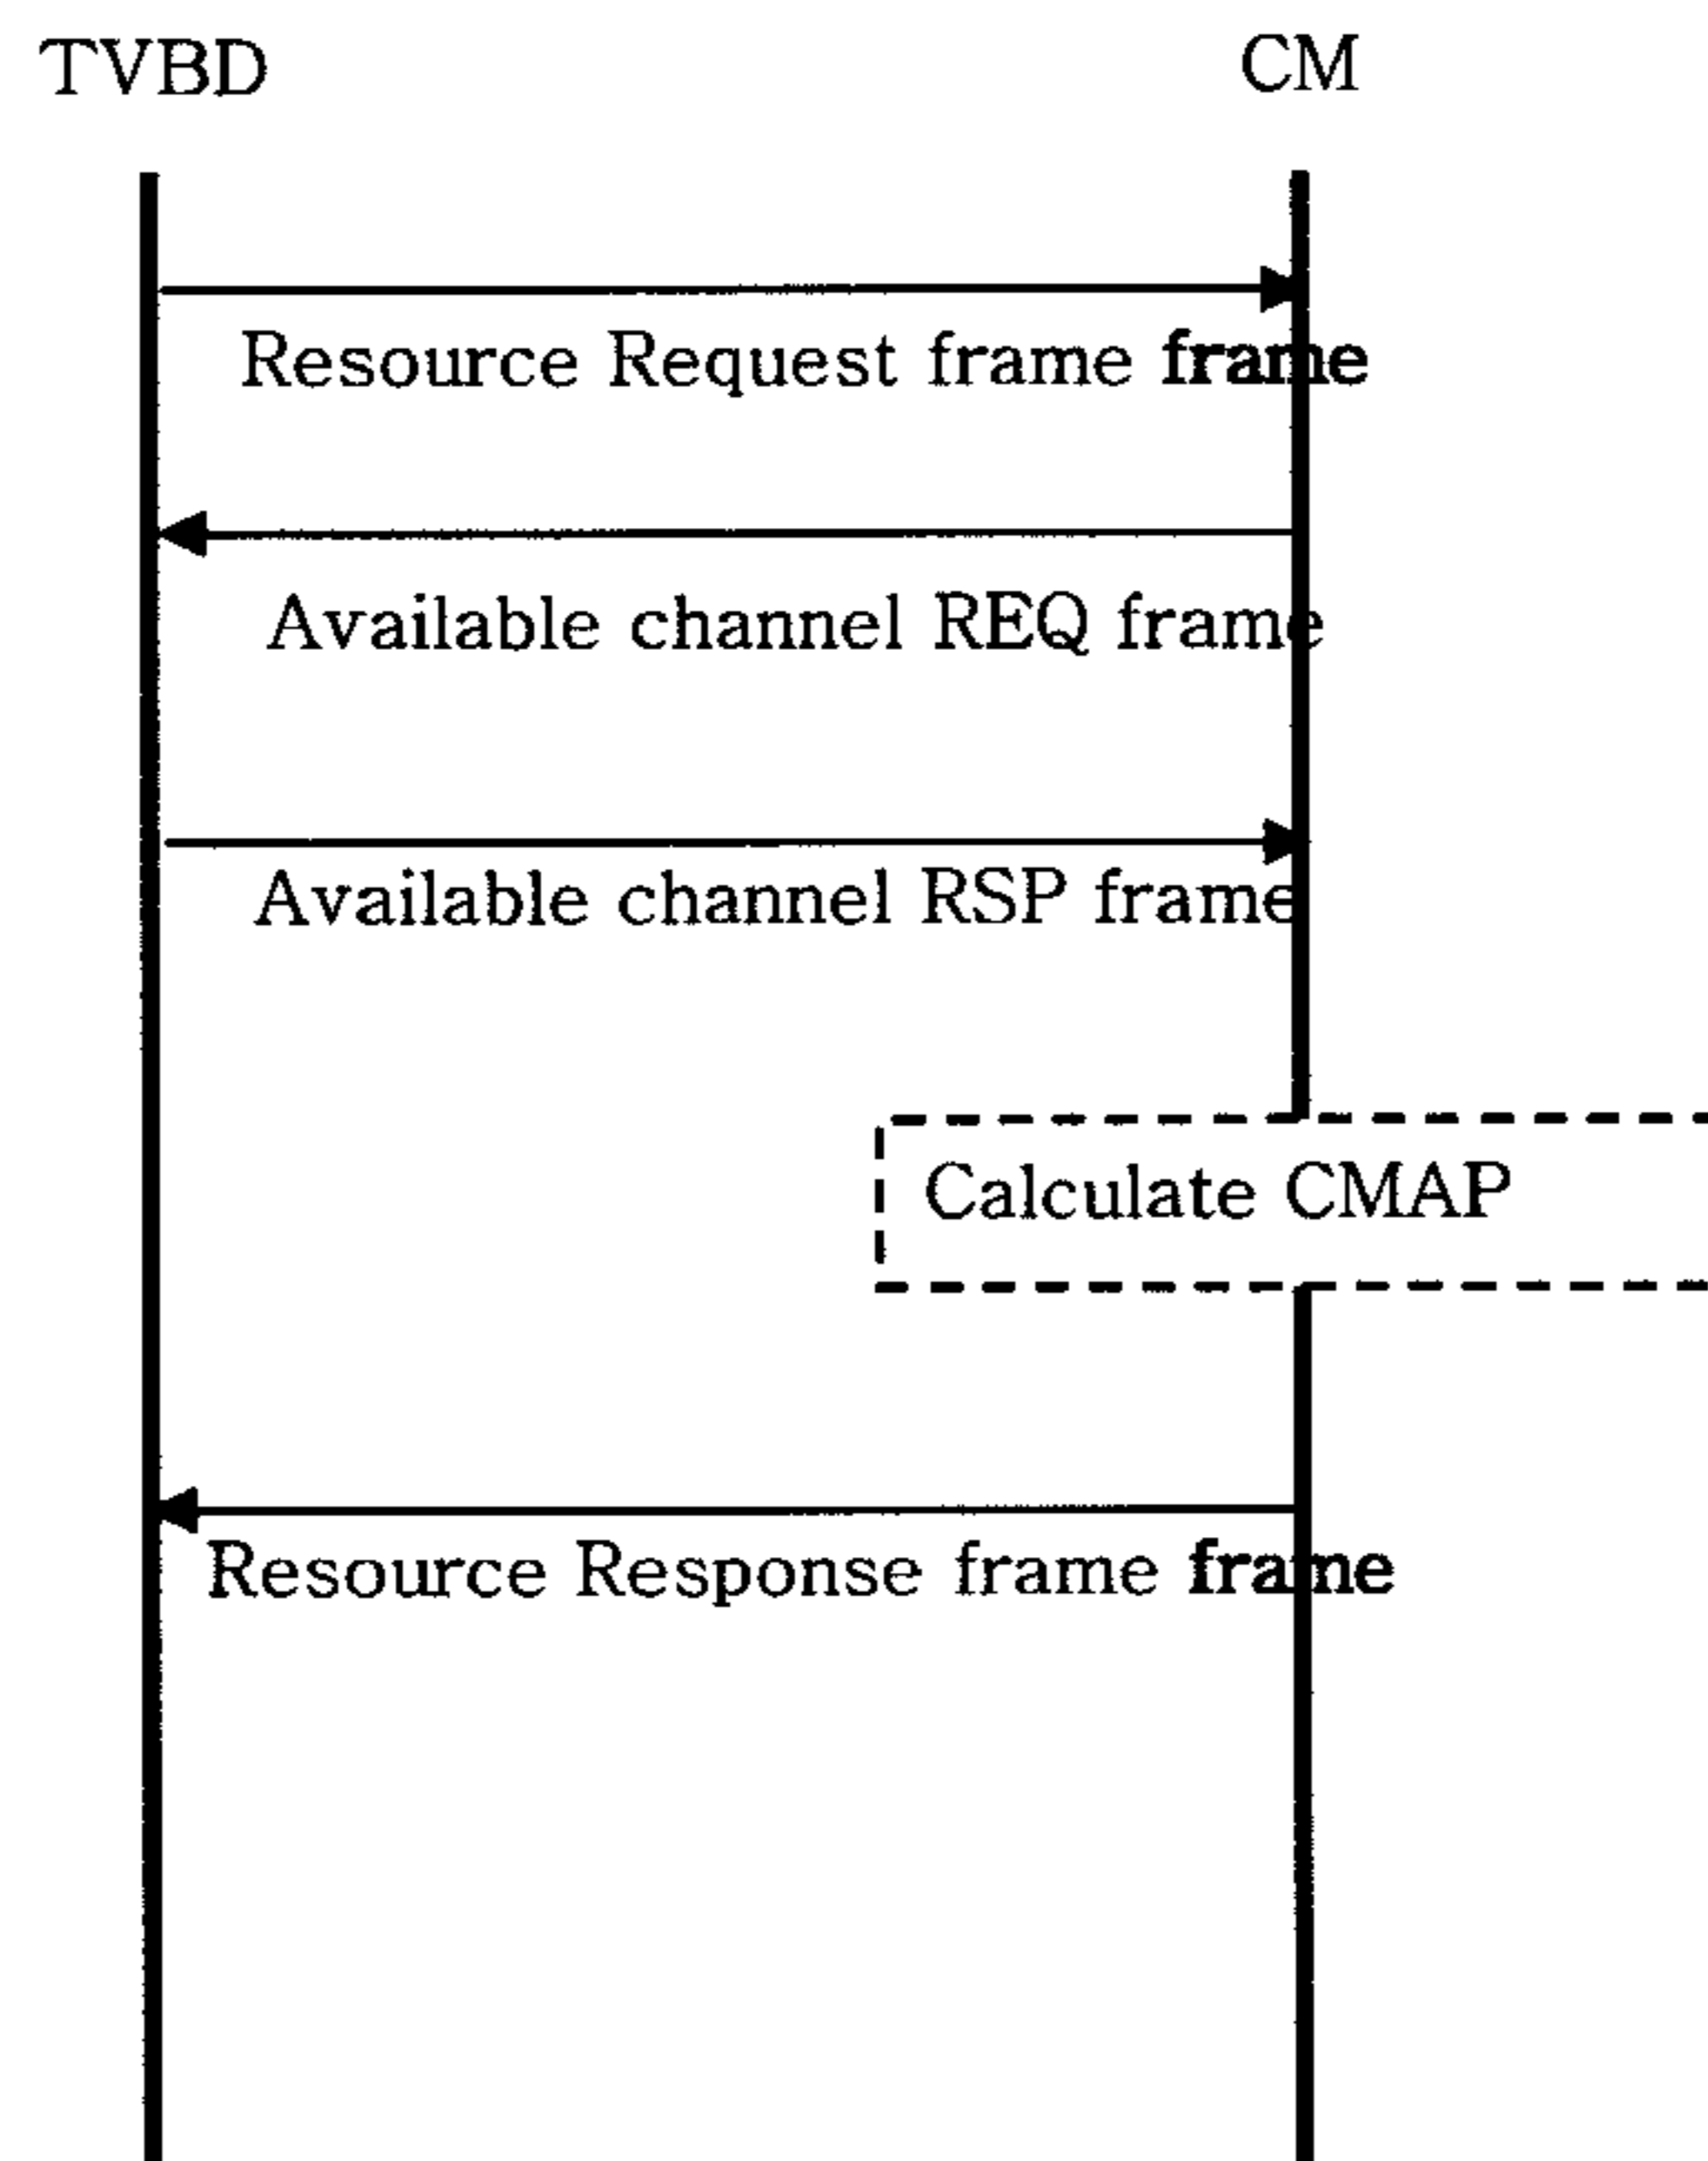 TVBD
CM
Resource Request frame frame
Available channel REQ frame
Available channel RSP frame
Calculate CMAP
Resource Response frame frame